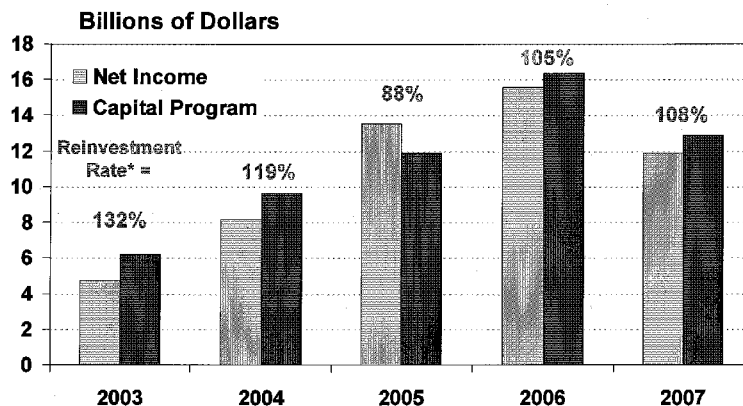 Billions of Dollars
18
16
14
12
10
8
6
4
2
0
Net Income
Capital Program
Reinvestment
Rate* =
132%
119%
88%
105%
108%
2003 2004 2005 2006 2007